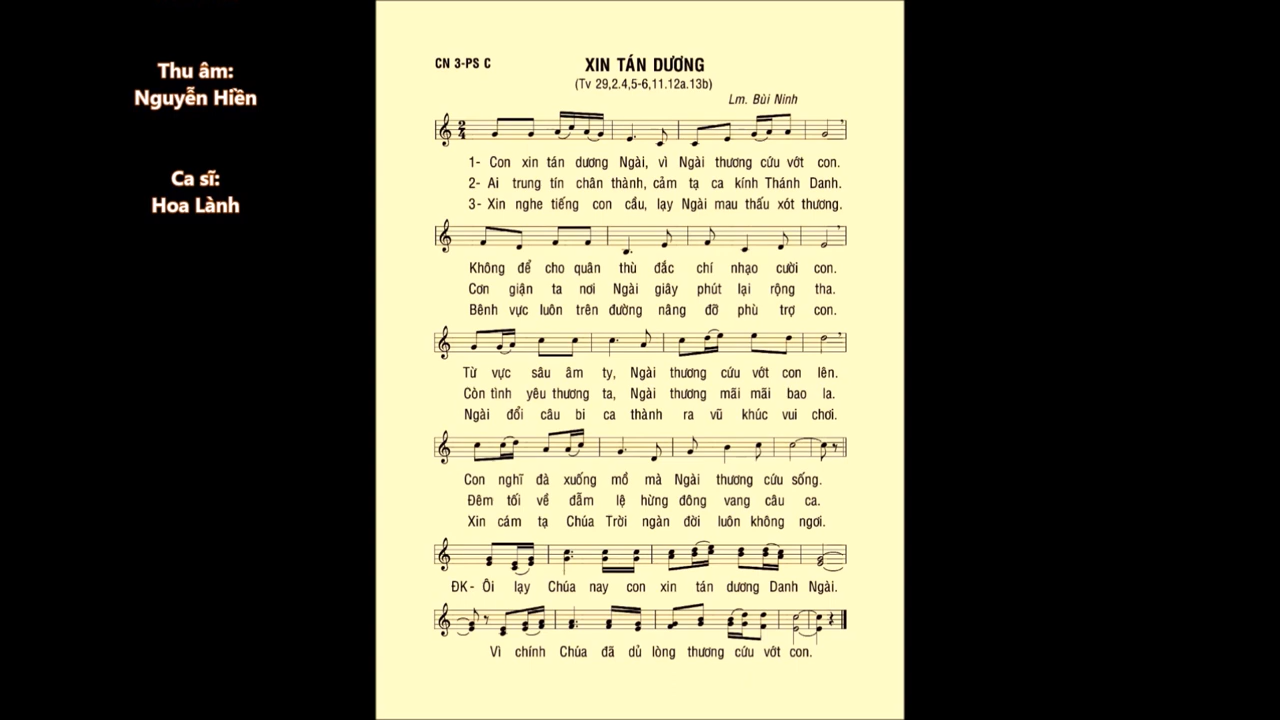 Thu âm:
Nguyễn Hiền
Ca sĩ:
Hoa Lành
CN 3-PS C
XIN TÁN DƯƠNG
(Tv 29,2.4,5-6,11.12a.13b)
Lm. Bùi Ninh
1- Con xin tán dương Ngài, vì Ngài thương cứu vớt con.
2- Ai trung tín chân thành, cảm tạ ca kính Thánh Danh.
3- Xin nghe tiếng con cầu, lạy Ngài mau thấu xót thương.
Không để cho quân thù đắc chí nhạo cười con.
Cơn giận ta nơi Ngài giây phút lại rộng tha.
Bênh vực luôn trên đường nâng đỡ phù trợ con.
Từ vực sâu âm ty, Ngài thương cứu vớt con lên.
Còn tình yêu thương ta, Ngài thương mãi mãi bao la.
Ngài đổi câu bi ca thành ra vũ khúc vui chơi.
Con nghĩ đà xuống mồ mà Ngài thương cứu sống.
Đêm tối về đẫm lệ hừng đông vang câu ca.
Xin cám tạ Chúa Trời ngàn đời luôn không ngơi.
ĐK- Ôi lạy Chúa nay con xin tán dương Danh Ngài.
Vì chính Chúa đã dủ lòng thương cứu vớt con.